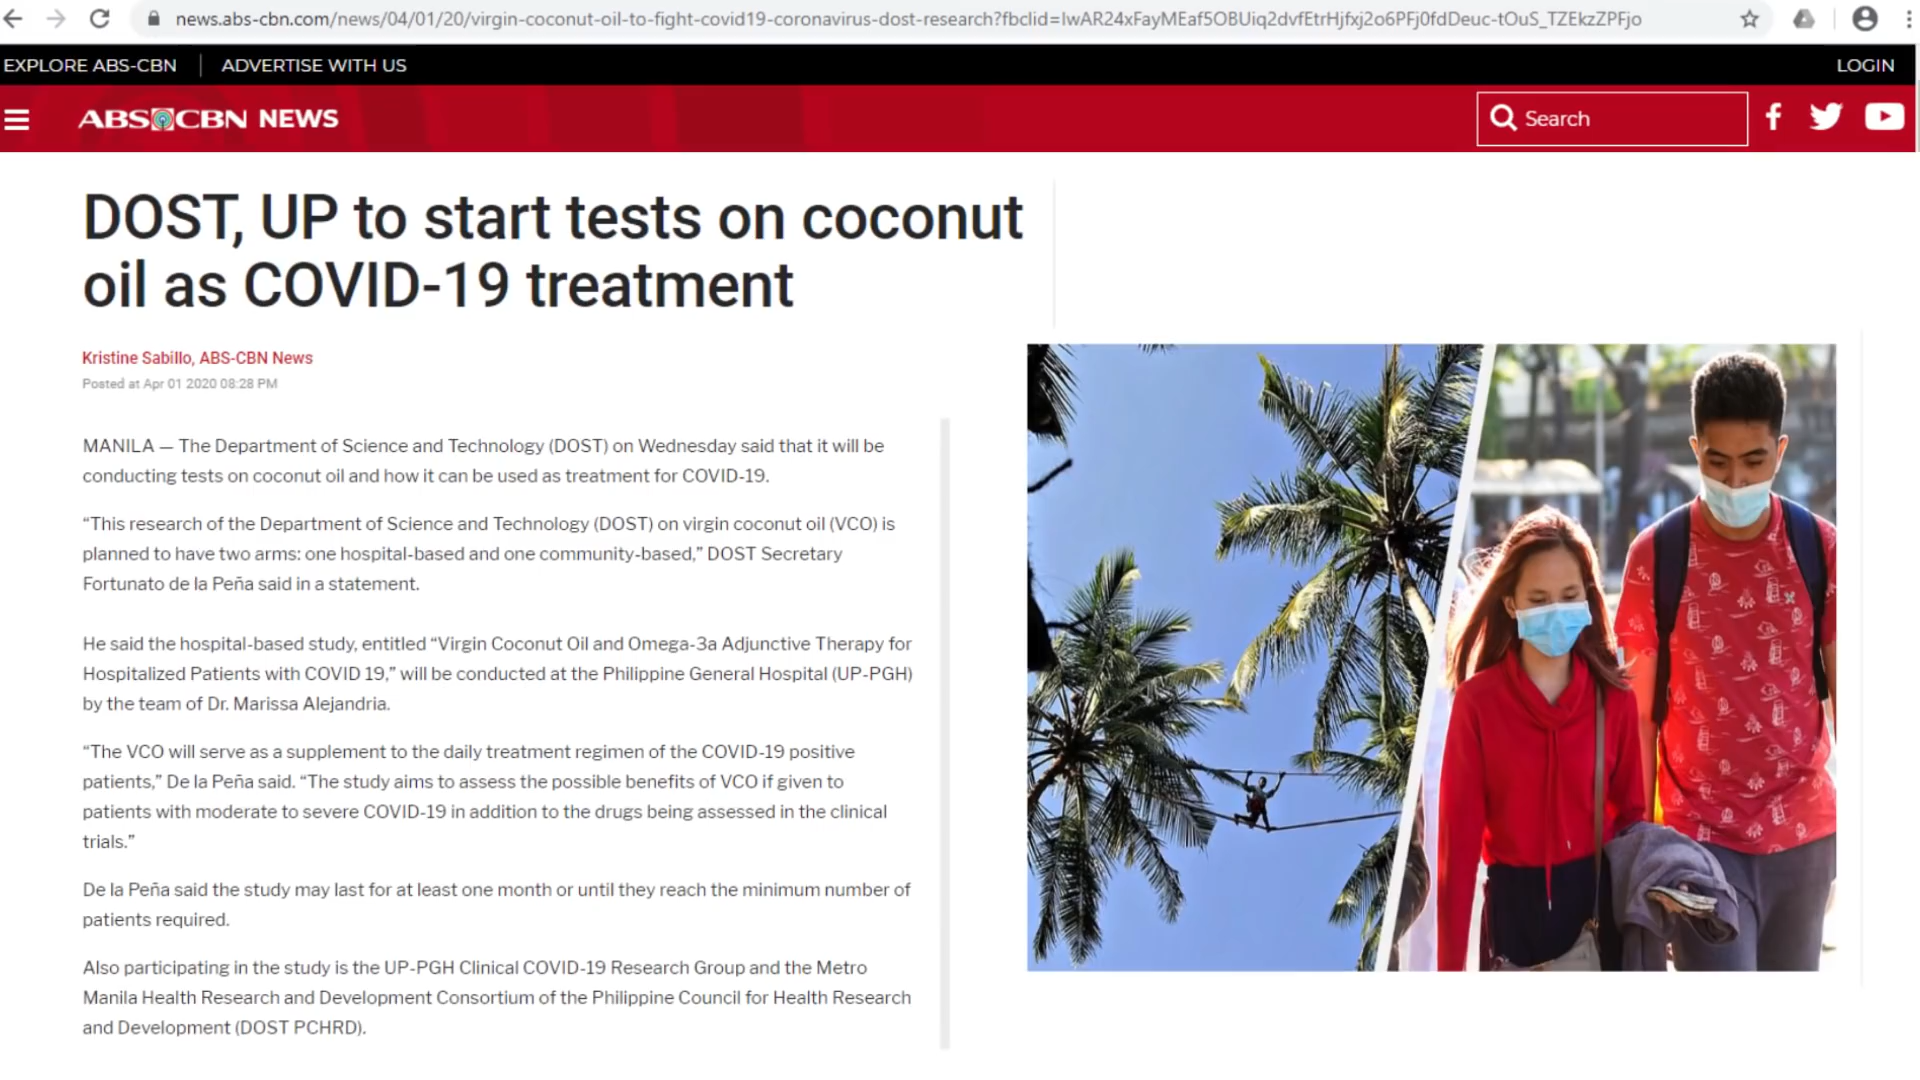 news.abs-cbn.com/news/04/01/20/virgin-coconut-oil-to-fight-covid19-coronavirus-dost-research?fbclid=IwAR24xFayMEaf5OBUiq2dvfEtrHjfxj2o6PFj0fdDeuc-tOuS_TZEkzZPFjo
EXPLORE ABS-CBN
ADVERTISE WITH US
LOGIN
ABS CBN NEWS
Search
DOST, UP to start tests on coconut
oil as COVID-19 treatment
Kristine Sabillo, ABS-CBN News
Posted at Apr 01 2020 08:28 PM
MANILA — The Department of Science and Technology (DOST) on Wednesday said that it will be
conducting tests on coconut oil and how it can be used as treatment for COVID-19.
“This research of the Department of Science and Technology (DOST) on virgin coconut oil (VCO) is
planned to have two arms: one hospital-based and one community-based,” DOST Secretary
Fortunato de la Peña said in a statement.
He said the hospital-based study, entitled “Virgin Coconut Oil and Omega-3a Adjunctive Therapy for
Hospitalized Patients with COVID 19,” will be conducted at the Philippine General Hospital (UP-PGH)
by the team of Dr. Marissa Alejandria.
“The VCO will serve as a supplement to the daily treatment regimen of the COVID-19 positive
patients,” De la Peña said. “The study aims to assess the possible benefits of VCO if given to
patients with moderate to severe COVID-19 in addition to the drugs being assessed in the clinical
trials.”
De la Peña said the study may last for at least one month or until they reach the minimum number of
patients required.
Also participating in the study is the UP-PGH Clinical COVID-19 Research Group and the Metro
Manila Health Research and Development Consortium of the Philippine Council for Health Research
and Development (DOST PCHRD).